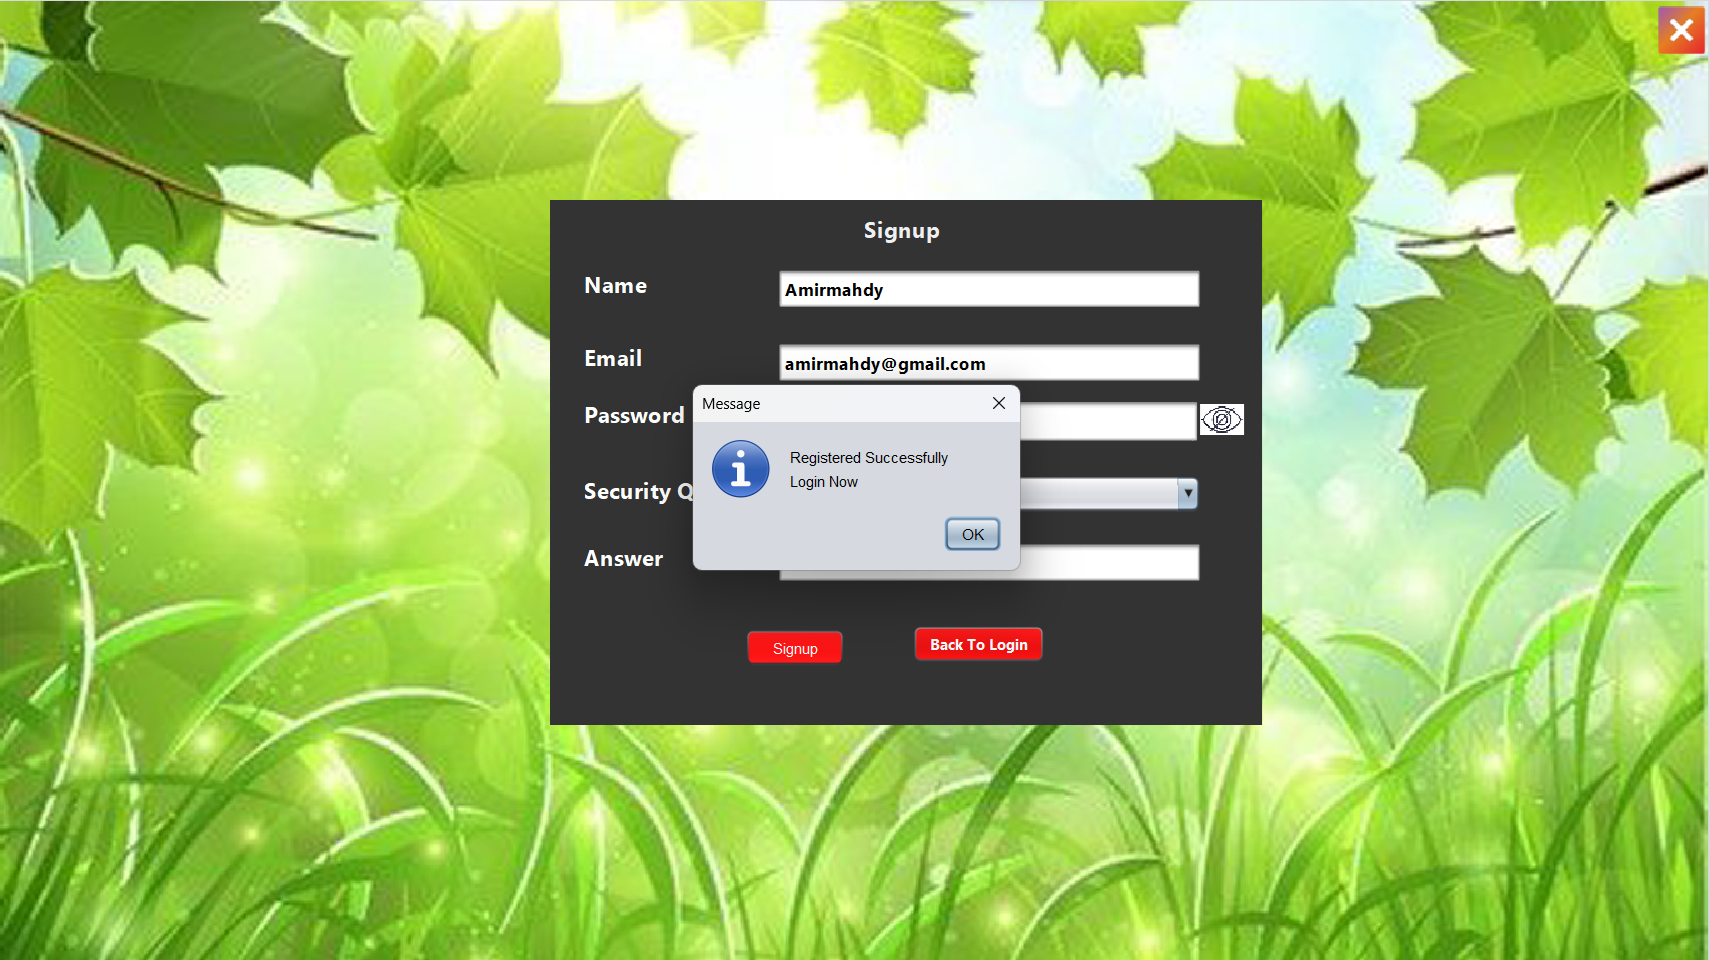 Signup
Name
Amirmahdy
Email
amirmahdy@gmail.com
Password
Message
Registered Successfully
Login Now
OK
Security
Answer
Signup
Back To Login